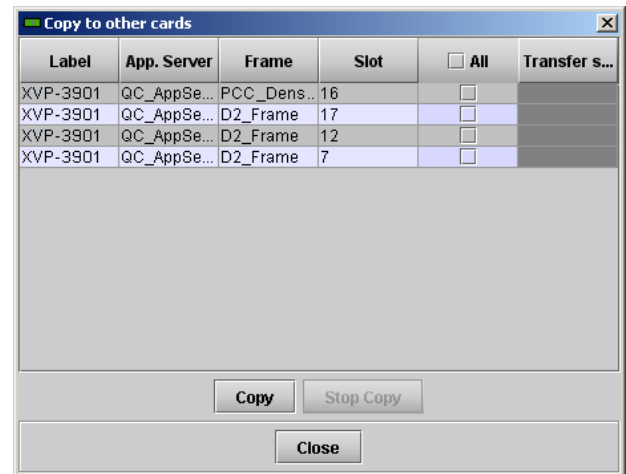 Copy to other cards
Label App. Server Frame Slot All Transfer s...
XVP-3901 QC_AppSe... PCC_Dens... 16
XVP-3901 QC_AppSe... D2_Frame 17
XVP-3901 QC_AppSe... D2_Frame 12
XVP-3901 QC_AppSe... D2_Frame 7
Copy Stop Copy
Close